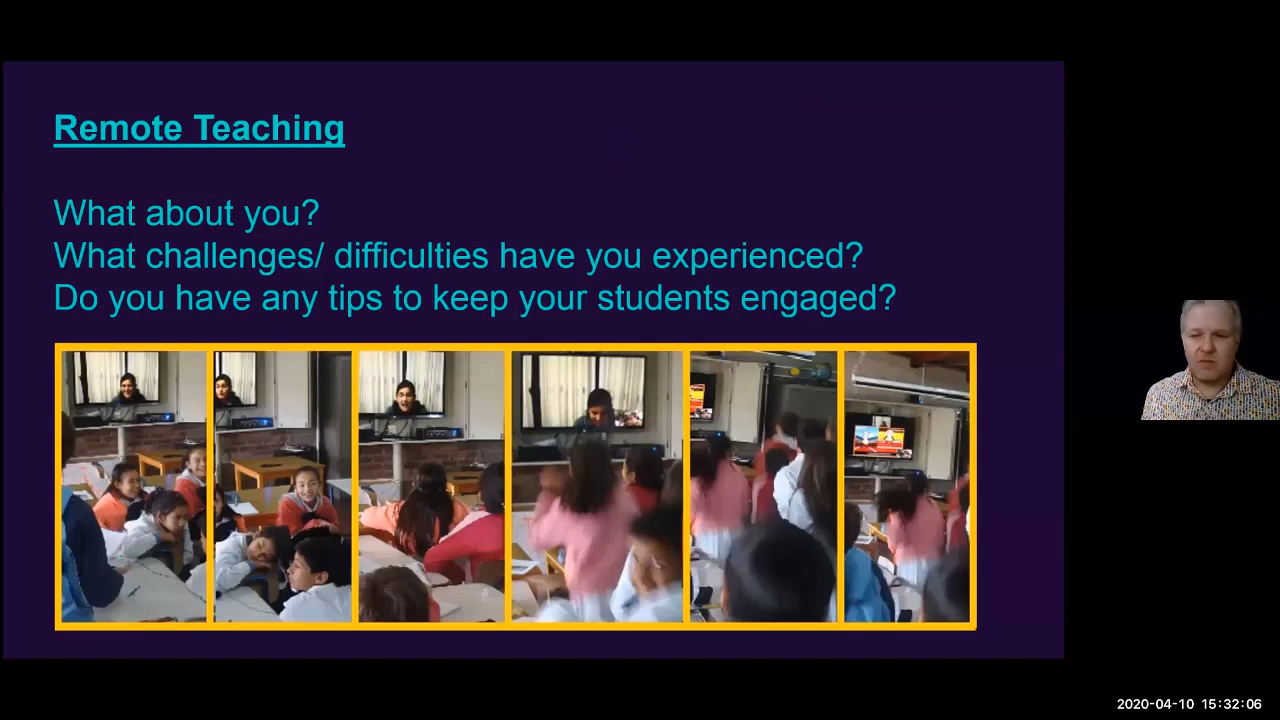 Remote Teaching
What about you?
What challenges/ difficulties have you experienced?
Do you have any tips to keep your students engaged?
2020-04-10 15:32:06